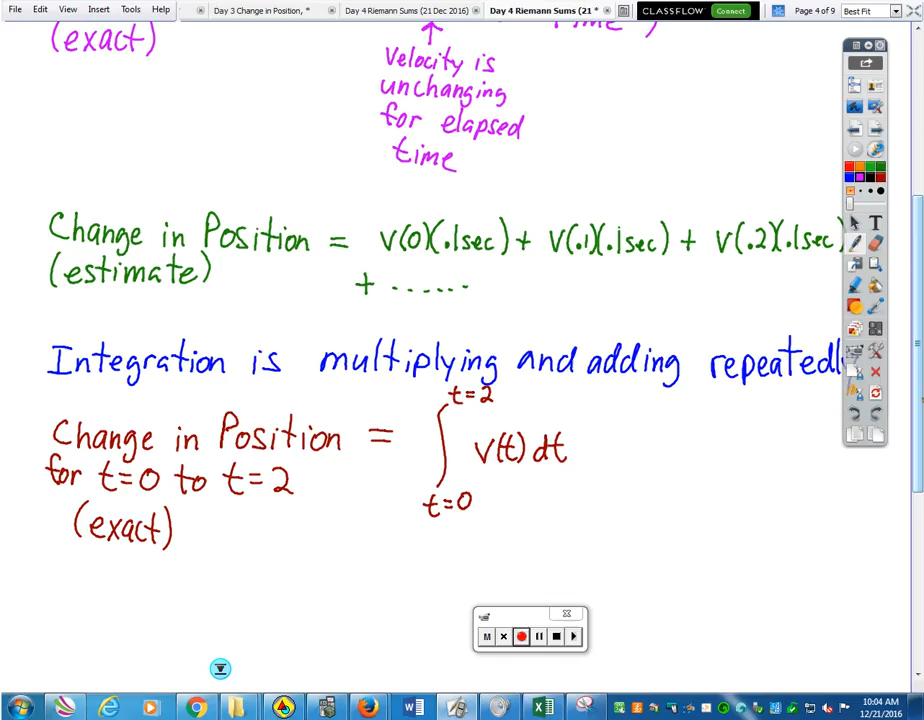 File Edit View Insert Tools Help
Day 3 Change in Position, *
Day 4 Riemann Sums (21 Dec 2016)
Day 4 Riemann Sums (21 *
CLASSFLOW Connect
Page 4 of 9
Best Fit
(exact)
time )
Velocity is
unchanging
for elapsed
time
Change in Position = v(0)(.1sec) + v(.1)(.1sec) + v(.2)(.1sec)
(estimate)
+ ......
Integration is multiplying and adding repeatedly
t=2
Change in Position = ∫ v(t) dt
for t=0 to t=2
t=0
(exact)
M
10:04 AM
12/21/2016